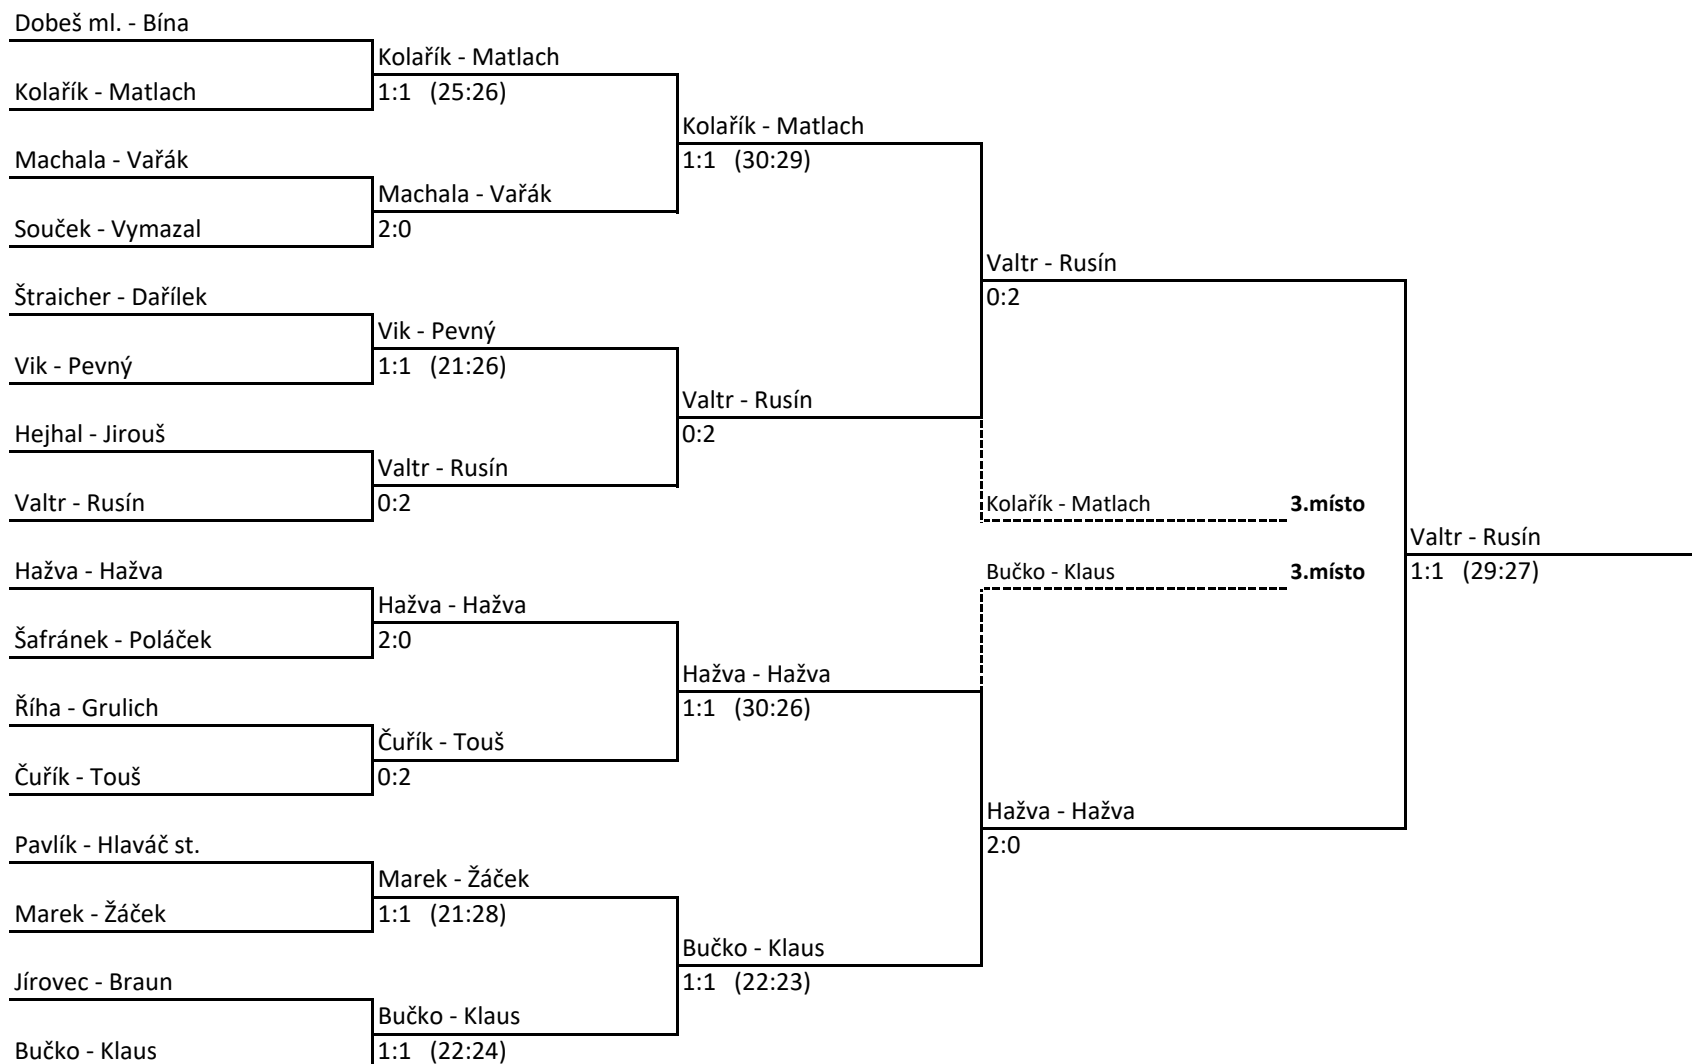 Dobeš ml. - Bína
Kolařík - Matlach
Kolařík - Matlach
1:1 (25:26)
Kolařík - Matlach
Machala - Vařák
1:1 (30:29)
Machala - Vařák
Souček - Vymazal
2:0
Valtr - Rusín
Štraicher - Dařílek
0:2
Vik - Pevný
Vik - Pevný
1:1 (21:26)
Valtr - Rusín
Hejhal - Jirouš
0:2
Valtr - Rusín
Valtr - Rusín
0:2
Kolařík - Matlach 3.místo
Valtr - Rusín
Hažva - Hažva
Bučko - Klaus 3.místo
1:1 (29:27)
Hažva - Hažva
Šafránek - Poláček
2:0
Hažva - Hažva
Říha - Grulich
1:1 (30:26)
Čuřík - Touš
Čuřík - Touš
0:2
Hažva - Hažva
Pavlík - Hlaváč st.
2:0
Marek - Žáček
Marek - Žáček
1:1 (21:28)
Bučko - Klaus
Jírovec - Braun
1:1 (22:23)
Bučko - Klaus
Bučko - Klaus
1:1 (22:24)